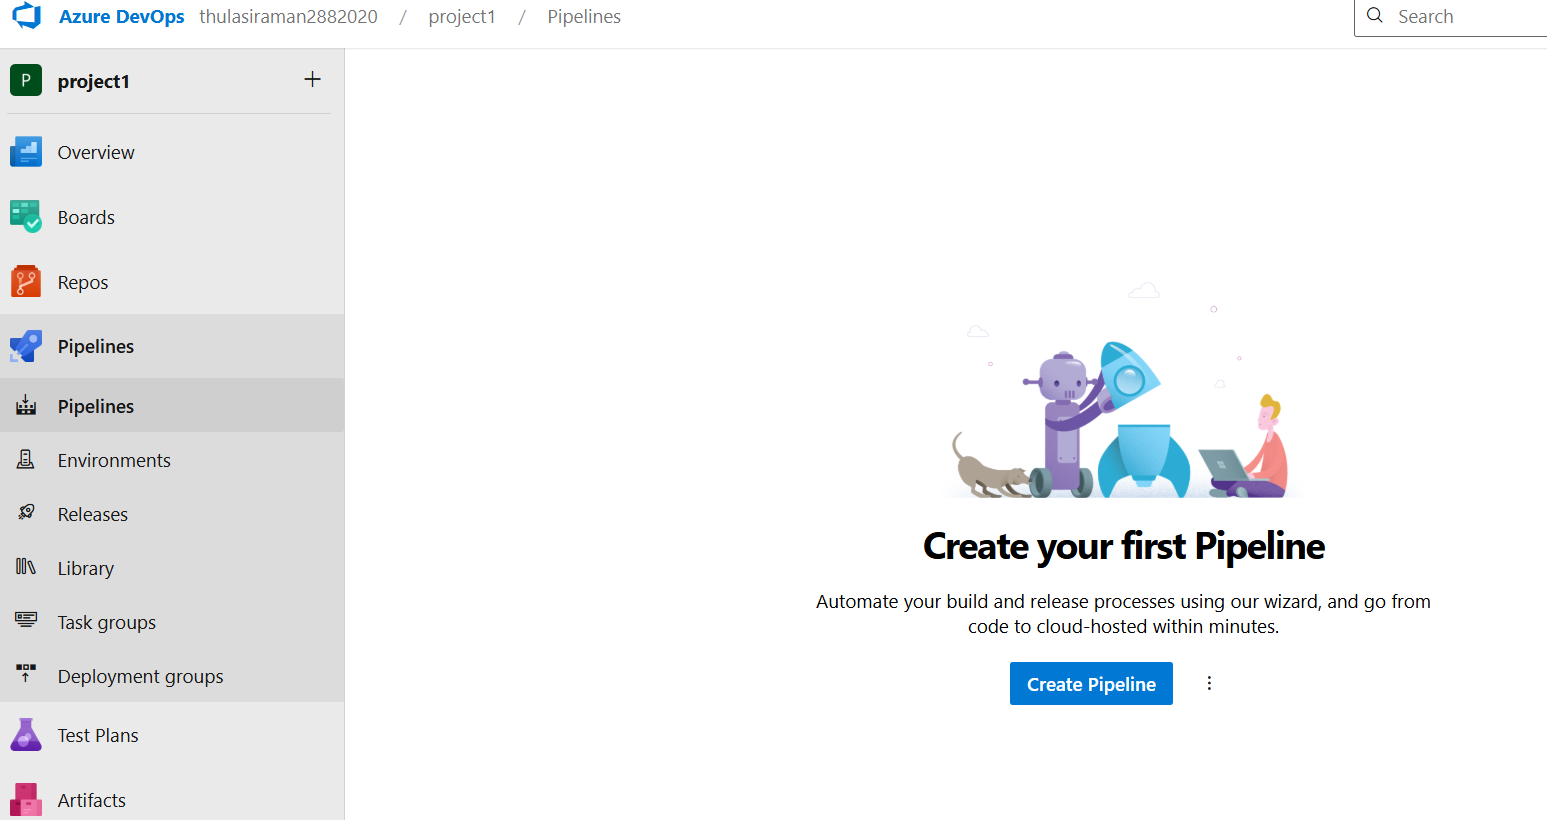 Azure DevOps thulasiraman2882020 / project1 / Pipelines
Search
P project1 +
Overview
Boards
Repos
Pipelines
Pipelines
Environments
Releases
Library
Task groups
Deployment groups
Test Plans
Artifacts
Create your first Pipeline
Automate your build and release processes using our wizard, and go from
code to cloud-hosted within minutes.
Create Pipeline